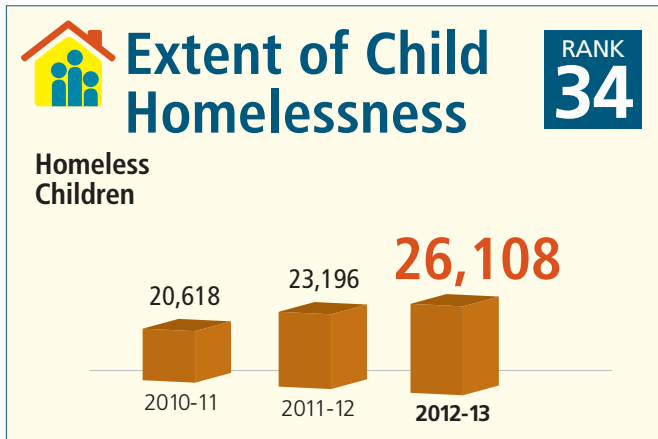 Extent of Child
Homelessness
RANK
34
Homeless
Children
20,618
23,196
26,108
2010-11
2011-12
2012-13